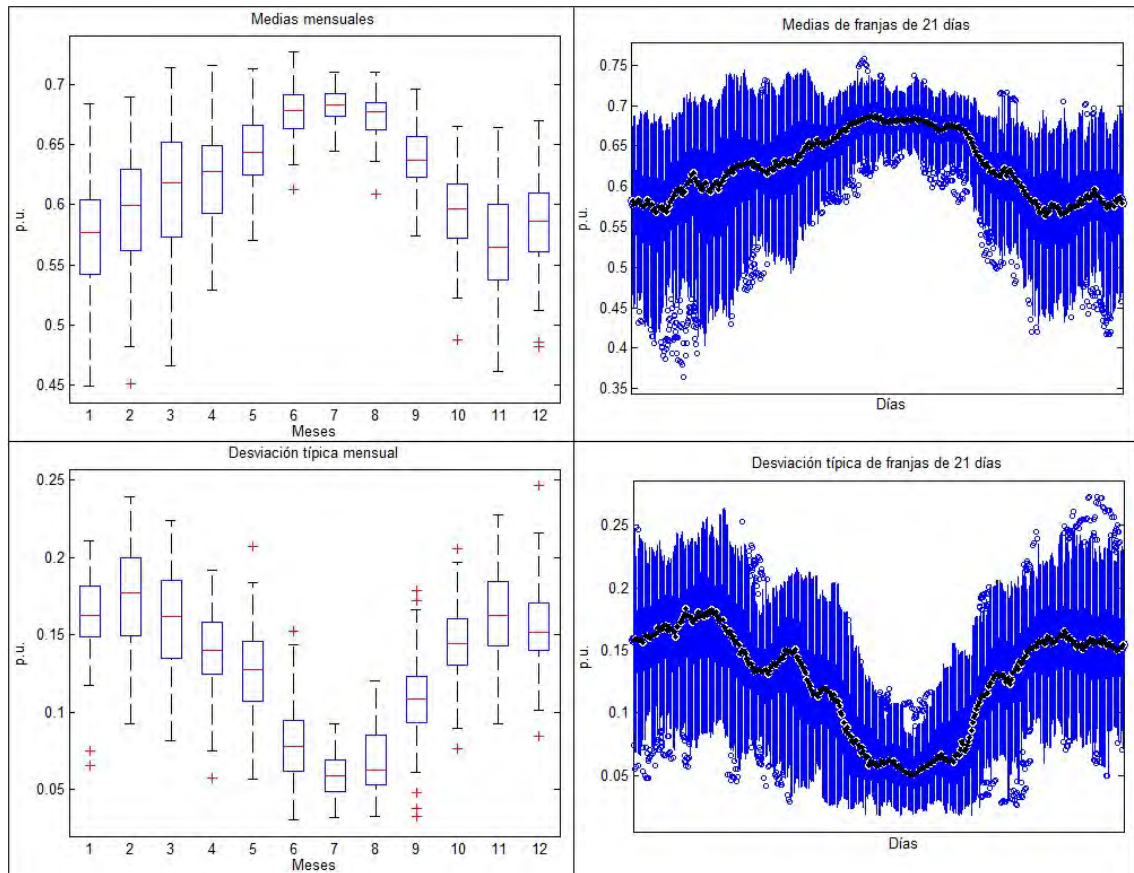 Medias mensuales
0.7
0.65
0.6
0.55
0.5
0.45
p.u.
1 2 3 4 5 6 7 8 9 10 11 12
Meses
Medias de franjas de 21 días
0.75
0.7
0.65
0.6
0.55
0.5
0.45
0.4
0.35
p.u.
Días
Desviación típica mensual
0.25
0.2
0.15
0.1
0.05
p.u.
1 2 3 4 5 6 7 8 9 10 11 12
Meses
Desviación típica de franjas de 21 días
0.25
0.2
0.15
0.1
0.05
p.u.
Días